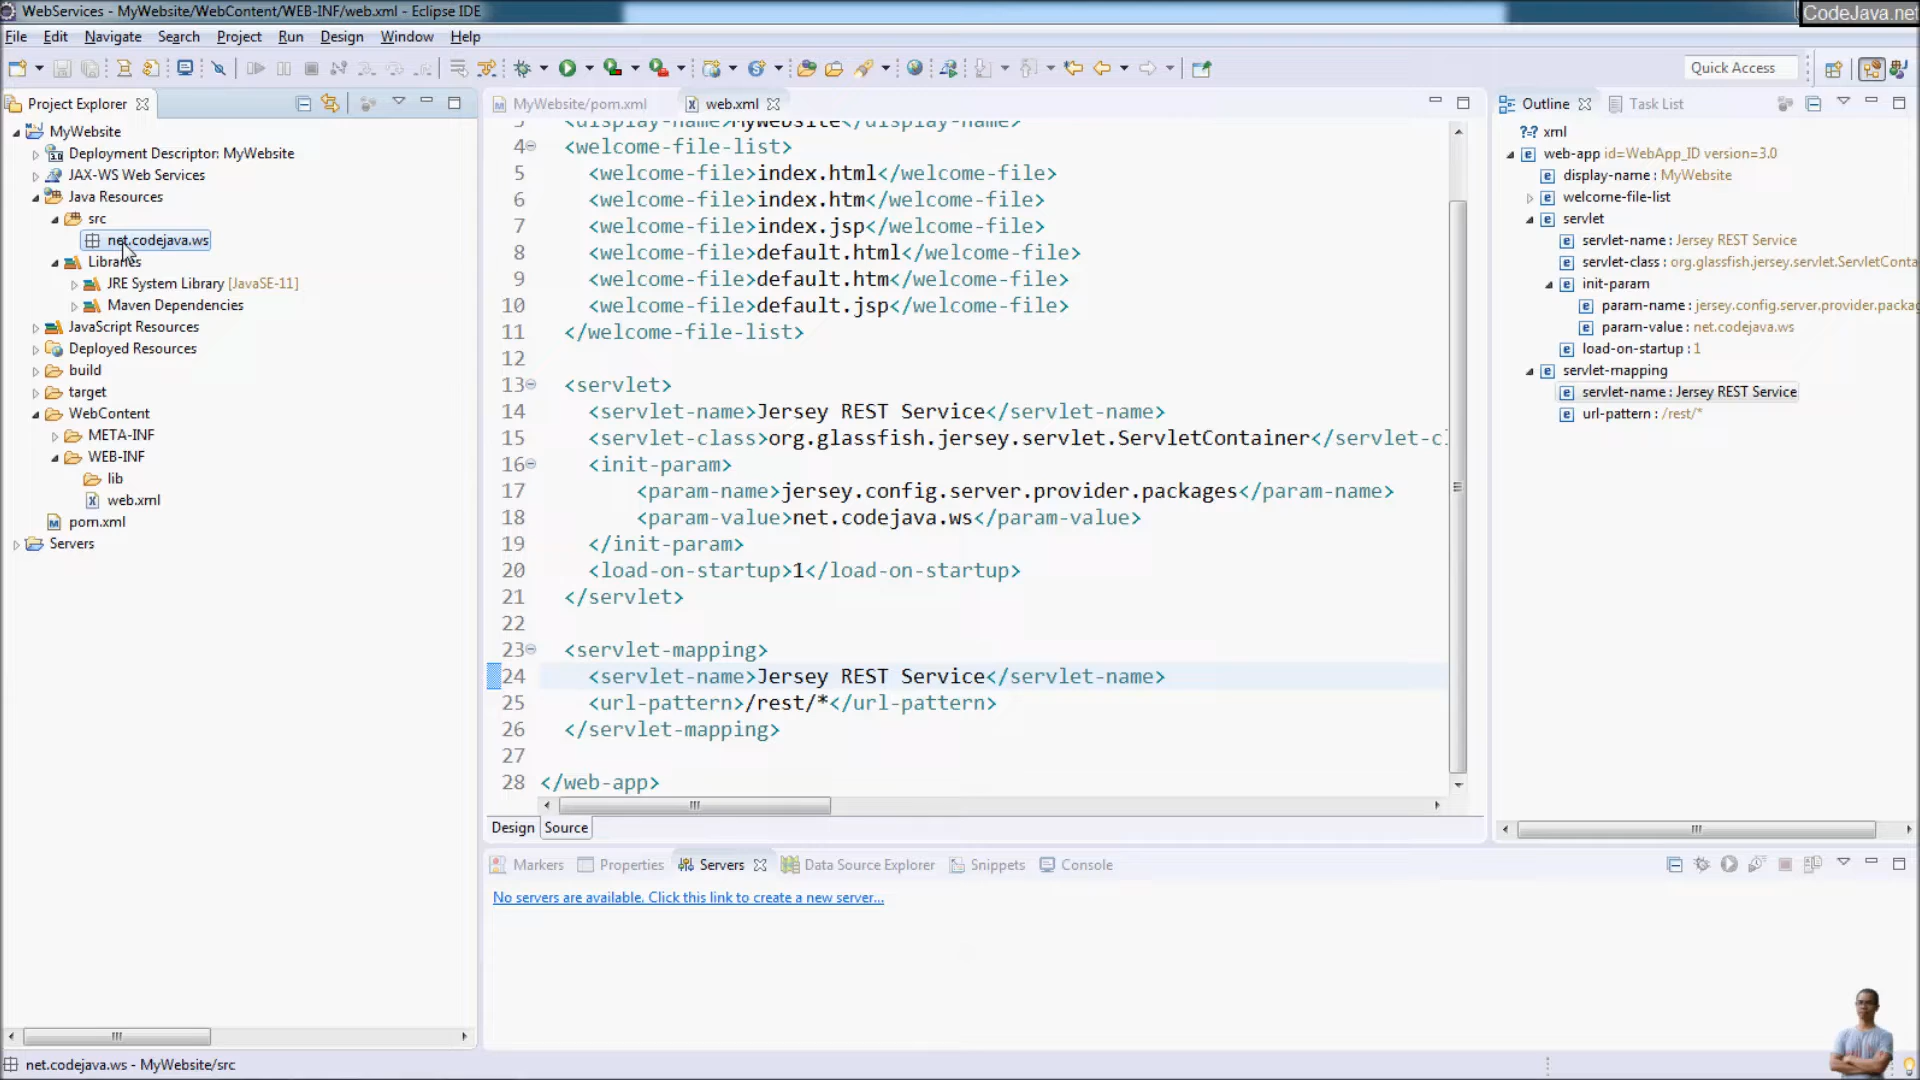 WebServices - MyWebsite/WebContent/WEB-INF/web.xml - Eclipse IDE
CodeJava.net
File Edit Navigate Search Project Run Design Window Help
Quick Access
Project Explorer
MyWebsite
Deployment Descriptor: MyWebsite
JAX-WS Web Services
Java Resources
src
net.codejava.ws
Libraries
JRE System Library [JavaSE-11]
Maven Dependencies
JavaScript Resources
Deployed Resources
build
target
WebContent
META-INF
WEB-INF
lib
web.xml
pom.xml
Servers
MyWebsite/pom.xml web.xml
3 <display-name>MyWebsite</display-name>
4 <welcome-file-list>
5 <welcome-file>index.html</welcome-file>
6 <welcome-file>index.htm</welcome-file>
7 <welcome-file>index.jsp</welcome-file>
8 <welcome-file>default.html</welcome-file>
9 <welcome-file>default.htm</welcome-file>
10 <welcome-file>default.jsp</welcome-file>
11 </welcome-file-list>
12
13 <servlet>
14 <servlet-name>Jersey REST Service</servlet-name>
15 <servlet-class>org.glassfish.jersey.servlet.ServletContainer</servlet-cl
16 <init-param>
17 <param-name>jersey.config.server.provider.packages</param-name>
18 <param-value>net.codejava.ws</param-value>
19 </init-param>
20 <load-on-startup>1</load-on-startup>
21 </servlet>
22
23 <servlet-mapping>
24 <servlet-name>Jersey REST Service</servlet-name>
25 <url-pattern>/rest/*</url-pattern>
26 </servlet-mapping>
27
28 </web-app>
Design Source
Outline Task List
?=? xml
web-app id=WebApp_ID version=3.0
display-name : MyWebsite
welcome-file-list
servlet
servlet-name : Jersey REST Service
servlet-class : org.glassfish.jersey.servlet.ServletConta
init-param
param-name : jersey.config.server.provider.packag
param-value : net.codejava.ws
load-on-startup : 1
servlet-mapping
servlet-name : Jersey REST Service
url-pattern : /rest/*
Markers Properties Servers Data Source Explorer Snippets Console
No servers are available. Click this link to create a new server...
net.codejava.ws - MyWebsite/src